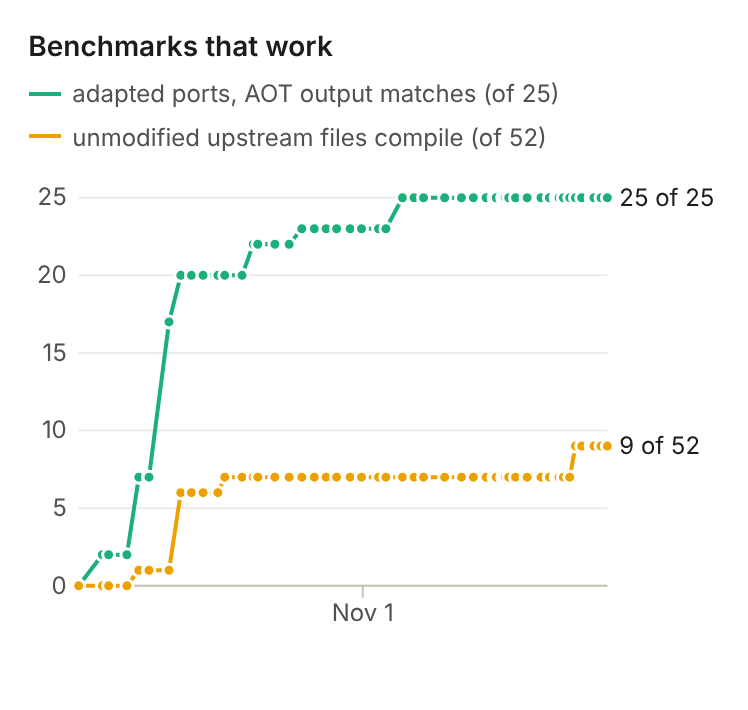 Benchmarks that work
adapted ports, AOT output matches (of 25)
unmodified upstream files compile (of 52)
25
25 of 25
20
15
10
9 of 52
5
0
Nov 1